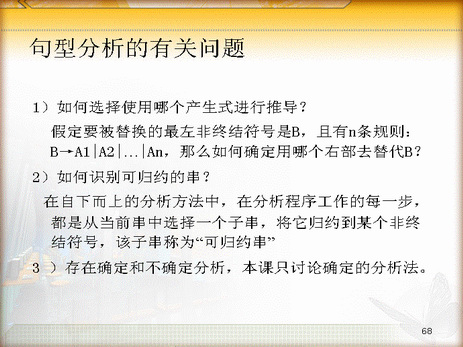 句型分析的有关问题
1）如何选择使用哪个产生式进行推导？
假定要被替换的最左非终结符号是B，且有n条规则：
B→A1|A2|…|An，那么如何确定用哪个右部去替代B？
2）如何识别可归约的串？
在自下而上的分析方法中，在分析程序工作的每一步，
都是从当前串中选择一个子串，将它归约到某个非终
结符号，该子串称为“可归约串”
3 ）存在确定和不确定分析，本课只讨论确定的分析法。
68